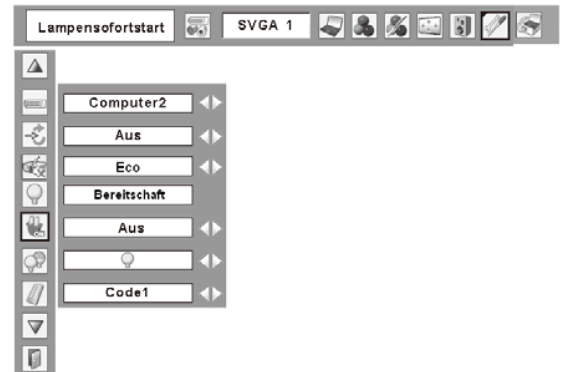 Lampensofortstart
SVGA 1
Computer2
Aus
Eco
Bereitschaft
Aus
Code1